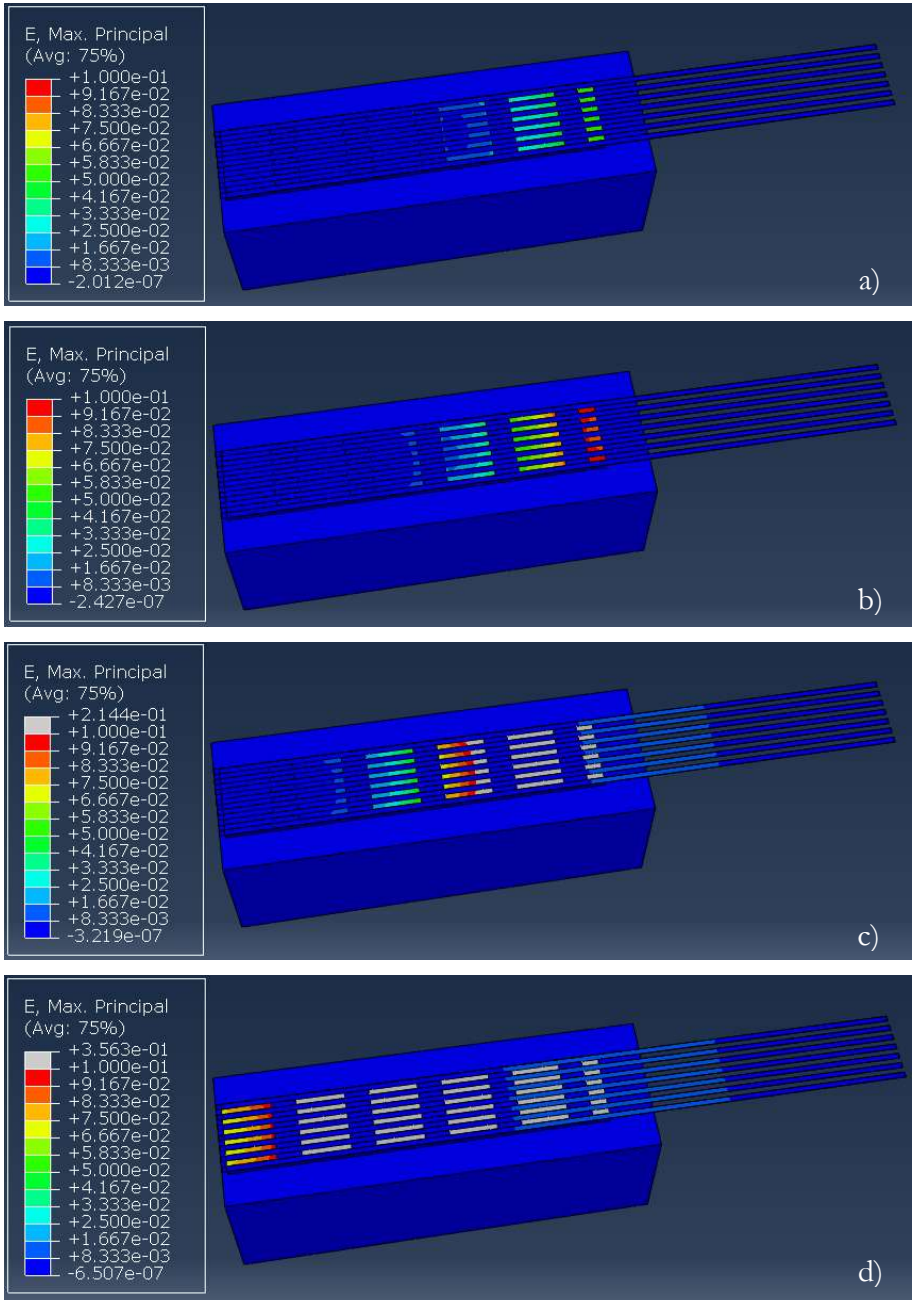 E, Max. Principal
(Avg: 75%)
+1.000e-01
+9.167e-02
+8.333e-02
+7.500e-02
+6.667e-02
+5.833e-02
+5.000e-02
+4.167e-02
+3.333e-02
+2.500e-02
+1.667e-02
+8.333e-03
-2.012e-07
a)
E, Max. Principal
(Avg: 75%)
+1.000e-01
+9.167e-02
+8.333e-02
+7.500e-02
+6.667e-02
+5.833e-02
+5.000e-02
+4.167e-02
+3.333e-02
+2.500e-02
+1.667e-02
+8.333e-03
-2.427e-07
b)
E, Max. Principal
(Avg: 75%)
+2.144e-01
+1.000e-01
+9.167e-02
+8.333e-02
+7.500e-02
+6.667e-02
+5.833e-02
+5.000e-02
+4.167e-02
+3.333e-02
+2.500e-02
+1.667e-02
+8.333e-03
-3.219e-07
c)
E, Max. Principal
(Avg: 75%)
+3.563e-01
+1.000e-01
+9.167e-02
+8.333e-02
+7.500e-02
+6.667e-02
+5.833e-02
+5.000e-02
+4.167e-02
+3.333e-02
+2.500e-02
+1.667e-02
+8.333e-03
-6.507e-07
d)